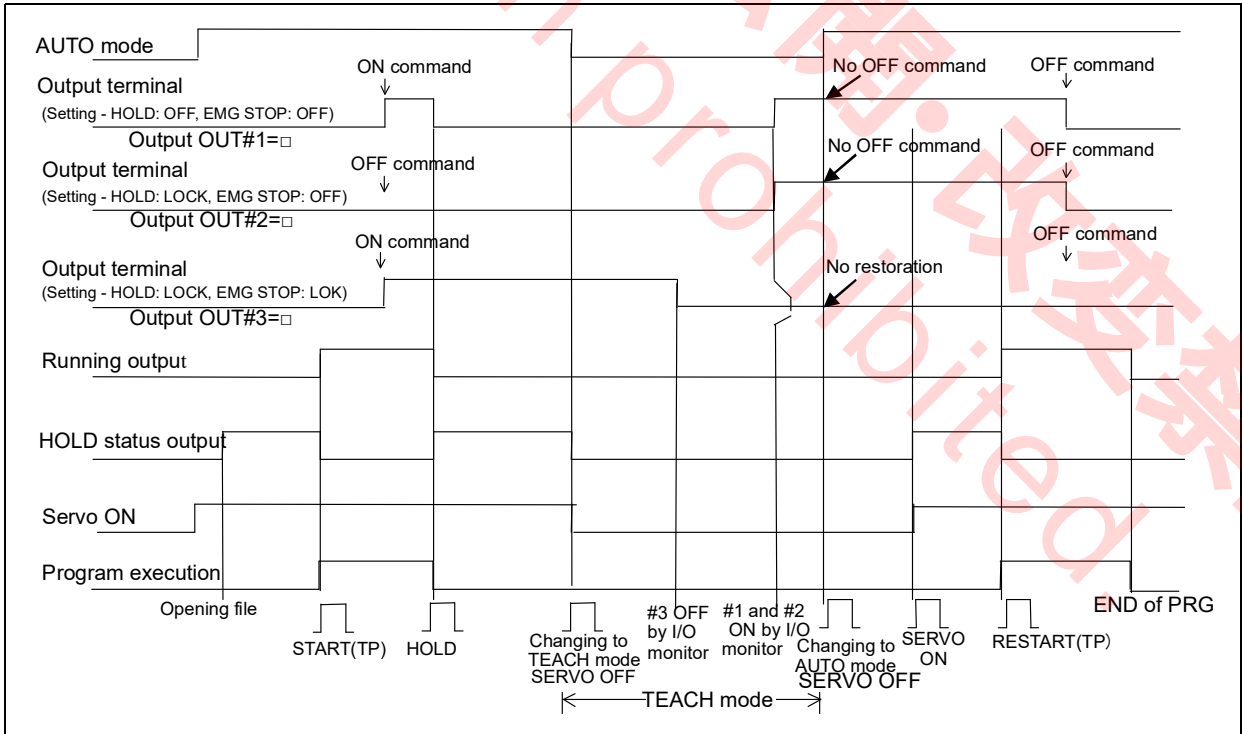 AUTO mode
ON command
No OFF command
OFF command
Output terminal
(Setting - HOLD: OFF, EMG STOP: OFF)
Output OUT#1=□
OFF command
No OFF command
OFF command
Output terminal
(Setting - HOLD: LOCK, EMG STOP: OFF)
Output OUT#2=□
ON command
OFF command
Output terminal
No restoration
(Setting - HOLD: LOCK, EMG STOP: LOK)
Output OUT#3=□
Running output
HOLD status output
Servo ON
Program execution
Opening file
START(TP)
HOLD
Changing to
TEACH mode
SERVO OFF
#3 OFF
by I/O
monitor
#1 and #2
ON by I/O
monitor
Changing to
AUTO mode
SERVO OFF
SERVO
ON
RESTART(TP)
END of PRG
TEACH mode
開・改変禁
prohibited.